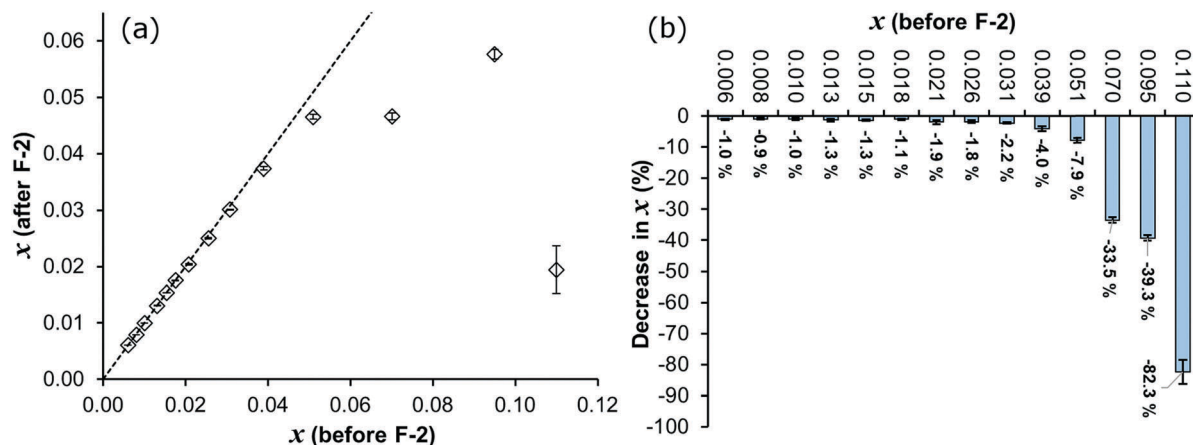 (a)
0.06
0.05
0.04
0.03
0.02
0.01
0.00
x (after F-2)
0.00 0.02 0.04 0.06 0.08 0.10 0.12
x (before F-2)
(b)
x (before F-2)
0.006 0.008 0.010 0.013 0.015 0.018 0.021 0.026 0.031 0.039 0.051 0.070 0.095 0.110
Decrease in x (%)
0
-10
-20
-30
-40
-50
-60
-70
-80
-90
-100
-1.0 % -0.9 % -1.0 % -1.3 % -1.3 % -1.1 % -1.9 % -1.8 % -2.2 % -4.0 % -7.9 % -33.5 % -39.3 % -82.3 %